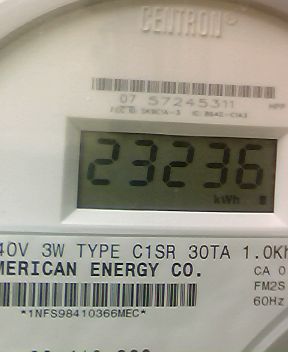 CENTRON®
07 57245311
23236
kWh
40V 3W TYPE C1SR 30TA 1.0Kh
MERICAN ENERGY CO.
CA 0
FM2S
60Hz
*1NFS98410366MEC*